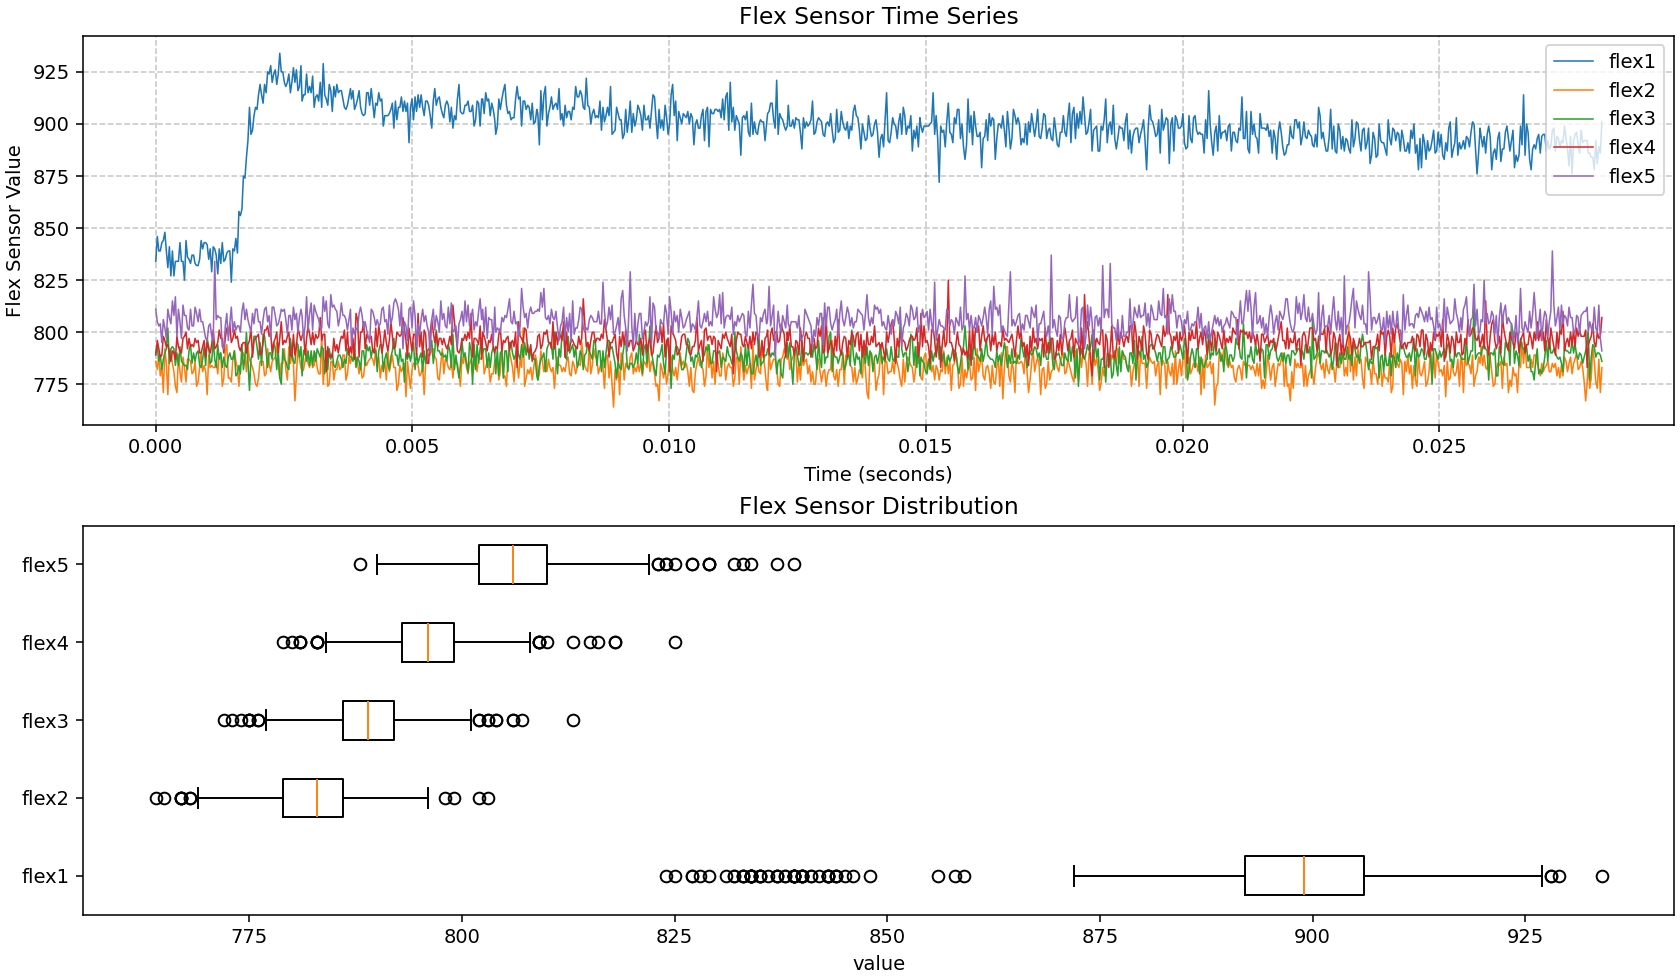 Flex Sensor Time Series
Flex Sensor Value
925
900
875
850
825
800
775
flex1
flex2
flex3
flex4
flex5
0.000 0.005 0.010 0.015 0.020 0.025
Time (seconds)
Flex Sensor Distribution
flex5
flex4
flex3
flex2
flex1
775 800 825 850 875 900 925
value